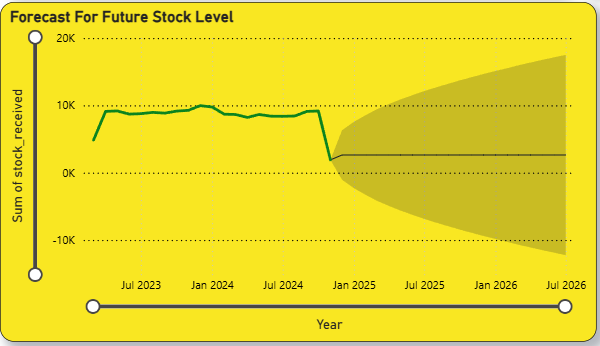 Forecast For Future Stock Level
20K
10K
0K
-10K
Sum of stock_received
Jul 2023 Jan 2024 Jul 2024 Jan 2025 Jul 2025 Jan 2026 Jul 2026
Year